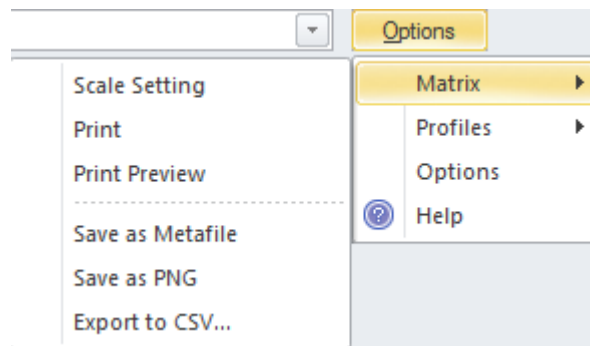 Options
Matrix
Profiles
Options
Help
Scale Setting
Print
Print Preview
Save as Metafile
Save as PNG
Export to CSV...